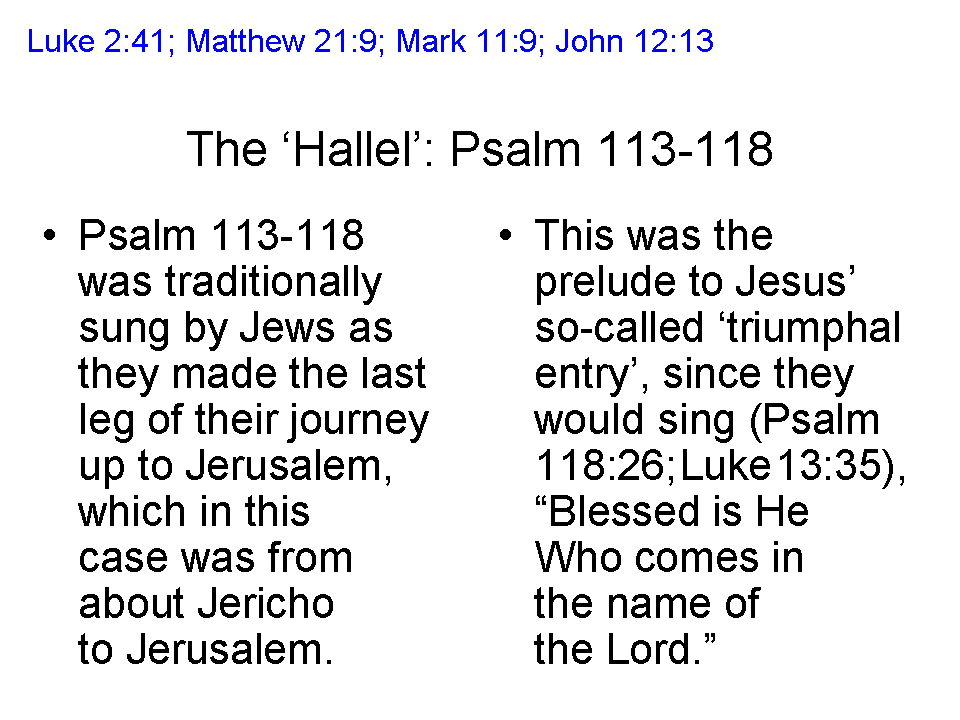 Luke 2:41; Matthew 21:9; Mark 11:9; John 12:13
The ‘Hallel’: Psalm 113-118
• Psalm 113-118
was traditionally
sung by Jews as
they made the last
leg of their journey
up to Jerusalem,
which in this
case was from
about Jericho
to Jerusalem.
• This was the
prelude to Jesus’
so-called ‘triumphal
entry’, since they
would sing (Psalm
118:26; Luke 13:35),
“Blessed is He
Who comes in
the name of
the Lord.”